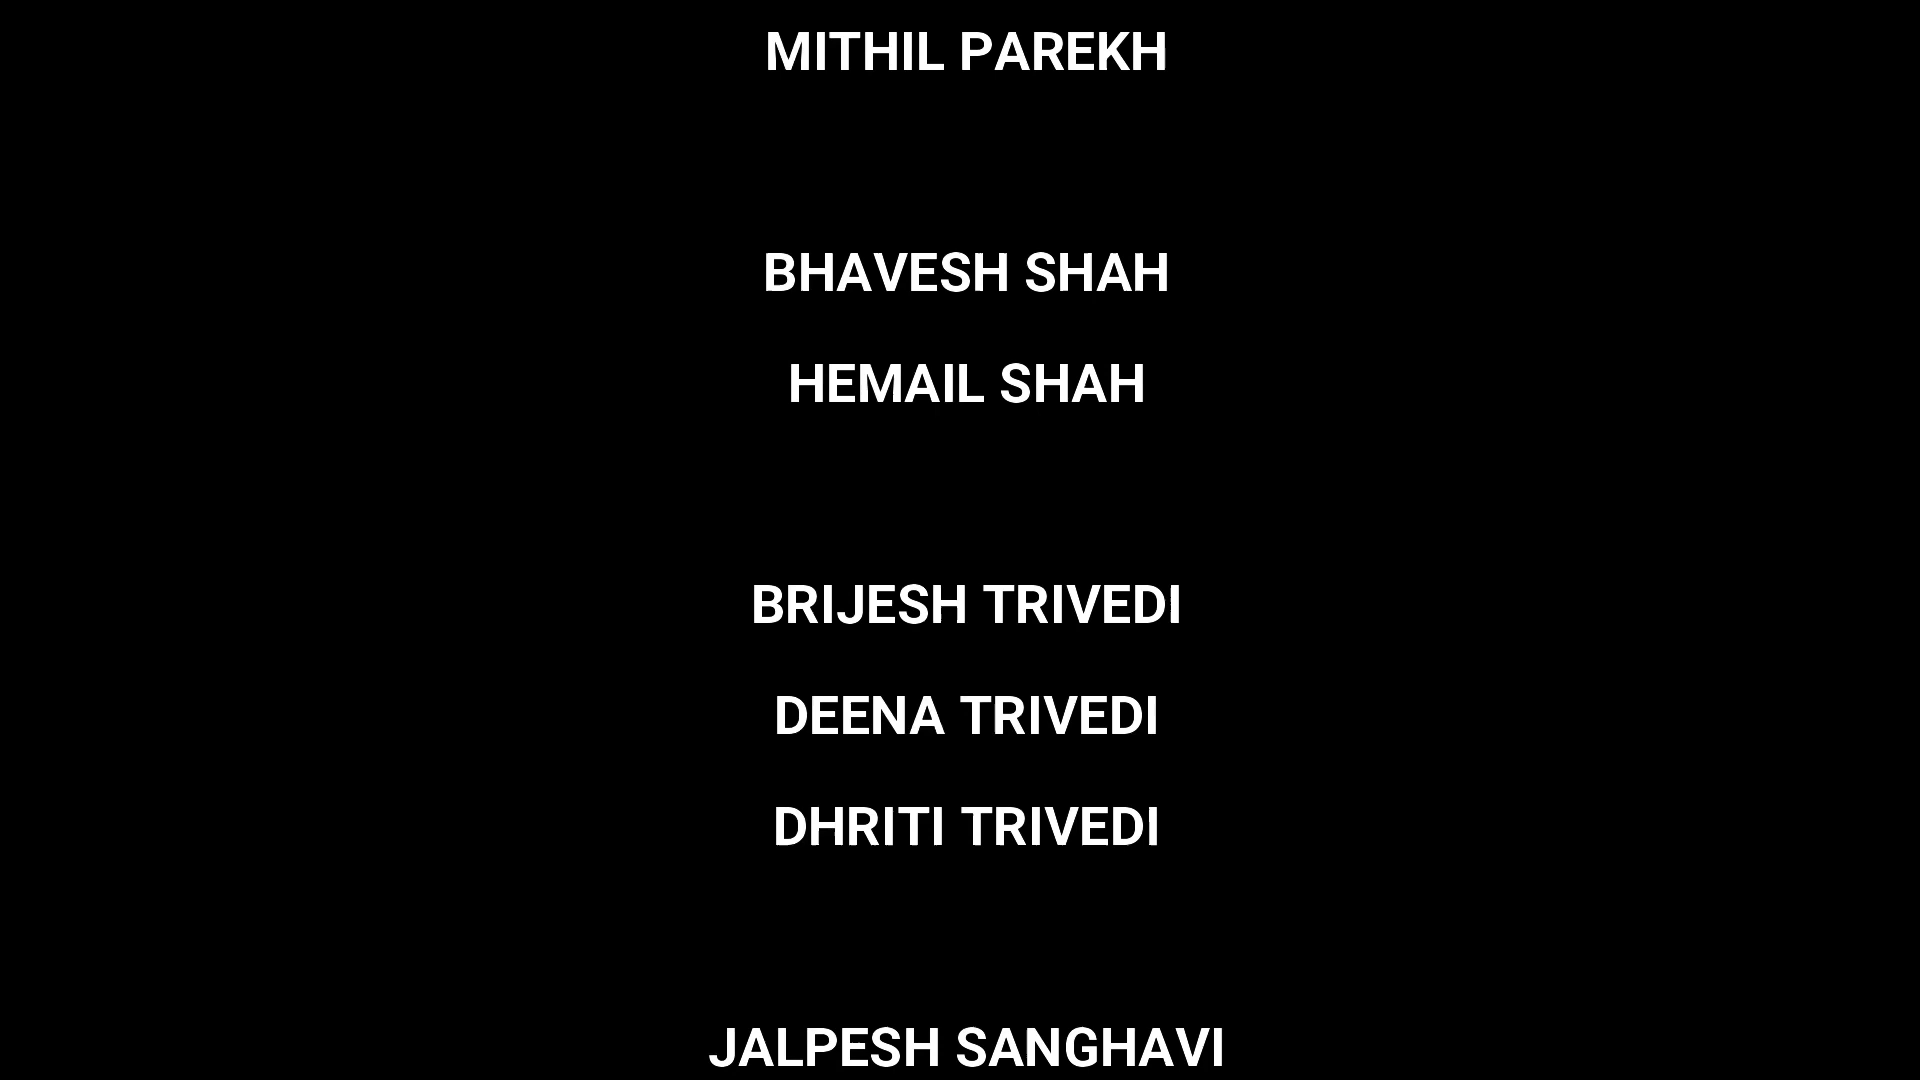 MITHIL PAREKH
BHAVESH SHAH
HEMAIL SHAH
BRIJESH TRIVEDI
DEENA TRIVEDI
DHRITI TRIVEDI
JALPESH SANGHAVI